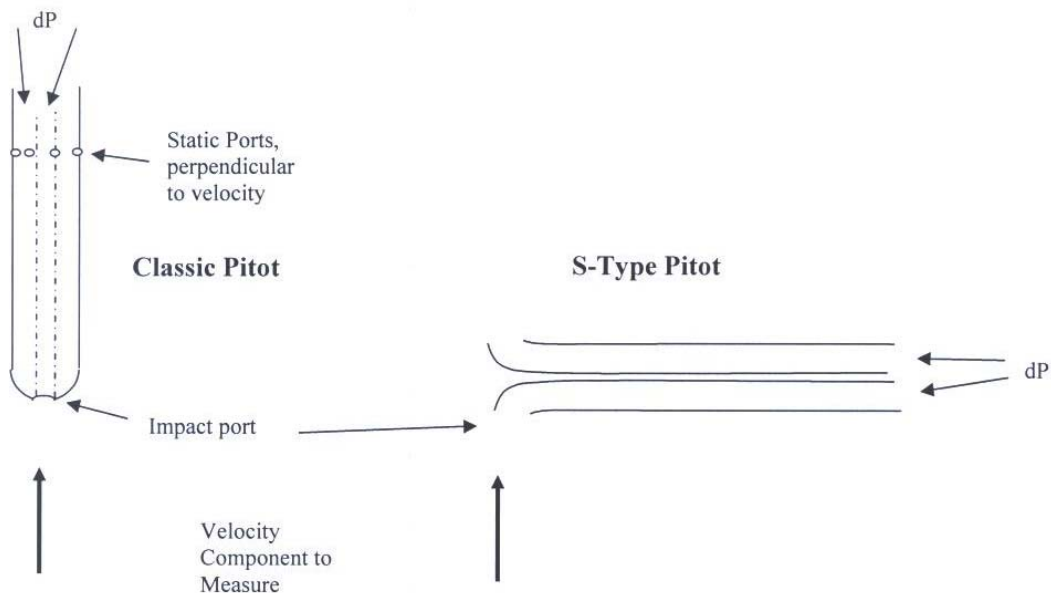 dP
Static Ports,
perpendicular
to velocity
Classic Pitot
S-Type Pitot
dP
Impact port
Velocity
Component to
Measure